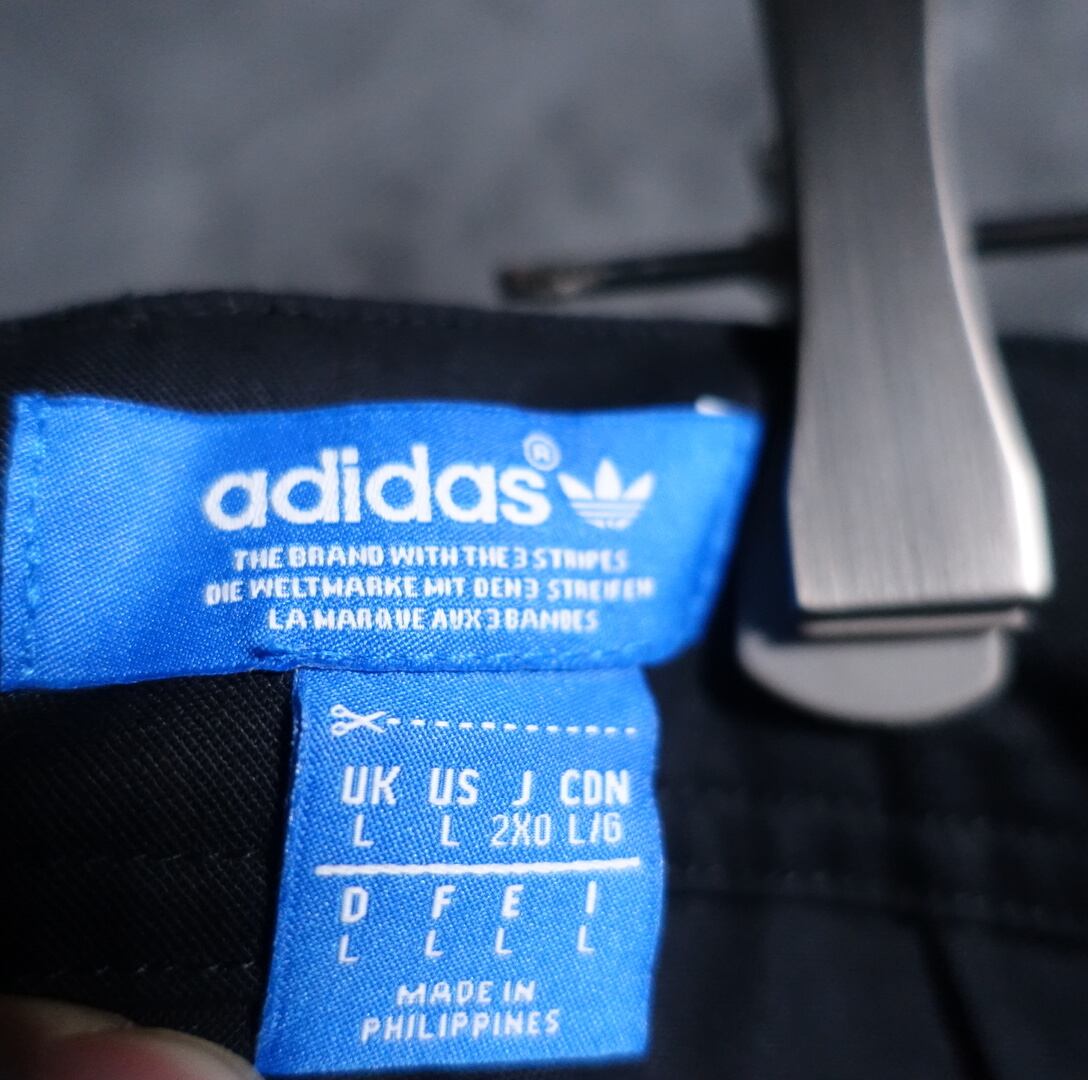 adidas®
THE BRAND WITH THE 3 STRIPES
DIE WELTMARKE MIT DEN 3 STREIFEN
LA MARQUE AUX 3 BANDES
UK US J CDN
L L 2XO L/G
D F E I
L L L L
MADE IN
PHILIPPINES